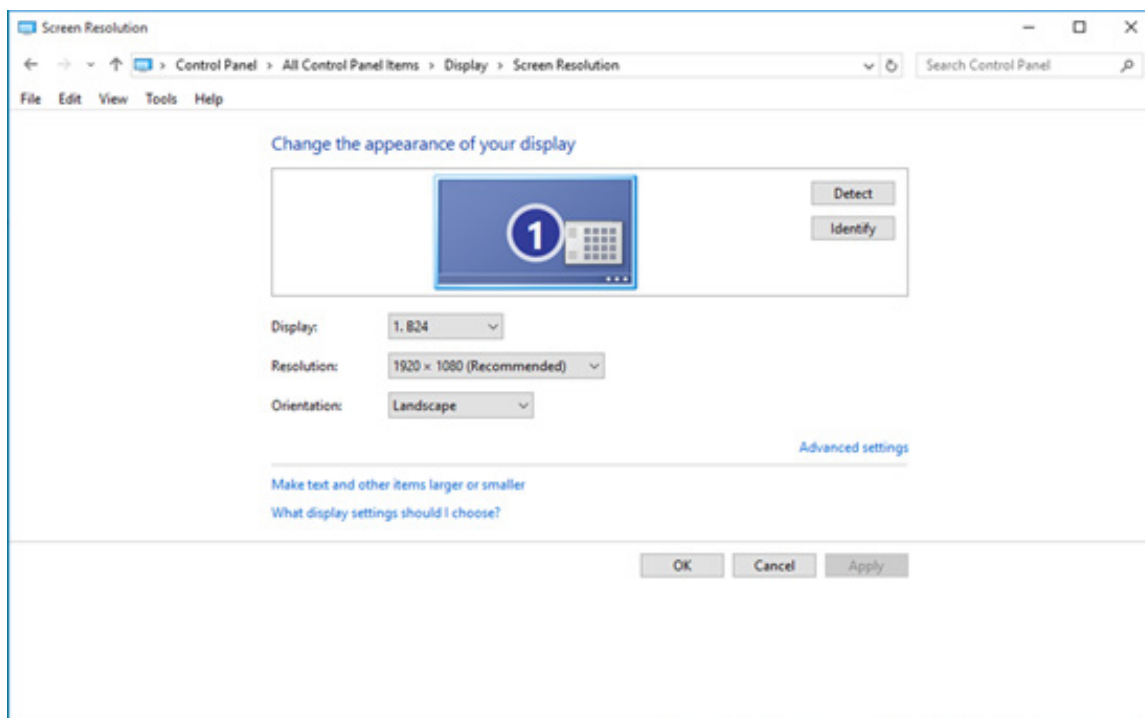 Screen Resolution
Control Panel > All Control Panel Items > Display > Screen Resolution
Search Control Panel
File Edit View Tools Help
Change the appearance of your display
1
Detect
Identify
Display: 1. B24
Resolution: 1920 × 1080 (Recommended)
Orientation: Landscape
Advanced settings
Make text and other items larger or smaller
What display settings should I choose?
OK Cancel Apply